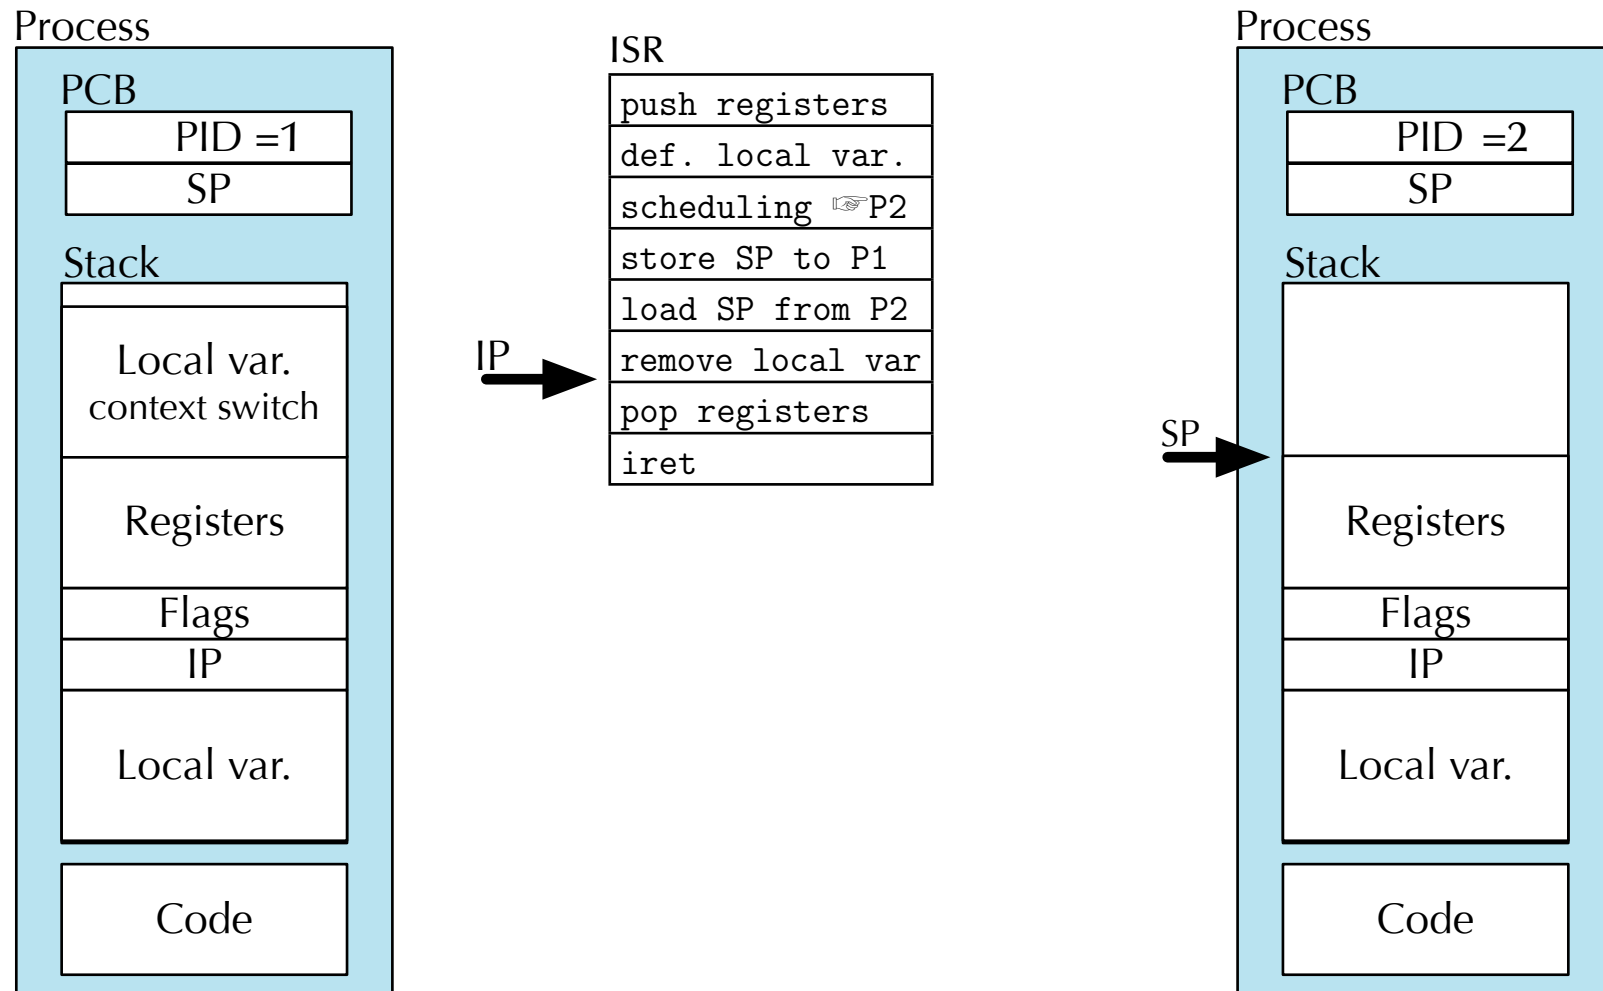 Process
PCB
PID =1
SP
Stack
Local var.
context switch
Registers
Flags
IP
Local var.
Code
ISR
push registers
def. local var.
scheduling ☞P2
store SP to P1
load SP from P2
remove local var
pop registers
iret
IP
Process
PCB
PID =2
SP
Stack
SP
Registers
Flags
IP
Local var.
Code